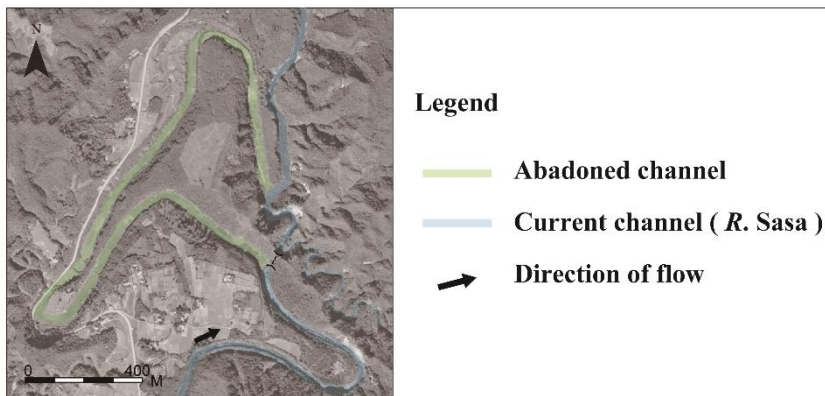 N
0
400
M
Legend
Abadoned channel
Current channel ( R. Sasa )
Direction of flow